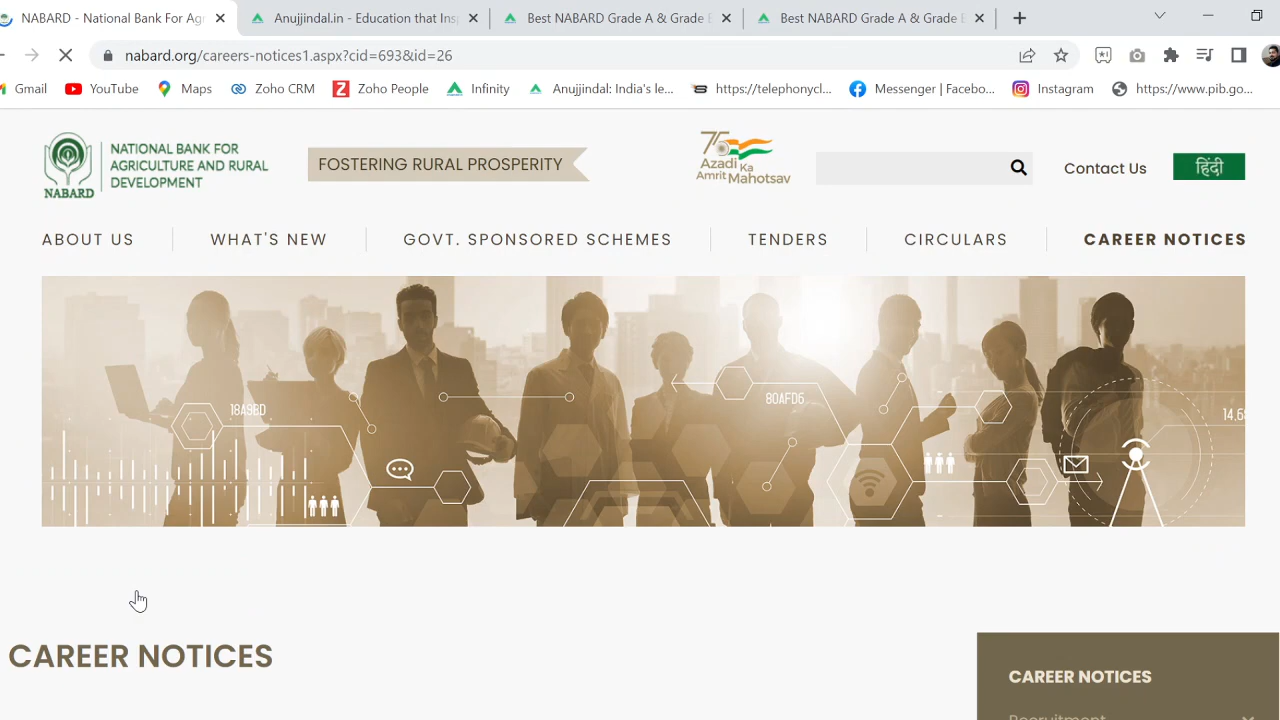 NABARD - National Bank For Agr
Anujjindal.in - Education that Insp
Best NABARD Grade A & Grade
Best NABARD Grade A & Grade
nabard.org/careers-notices1.aspx?cid=693&id=26
Gmail
YouTube
Maps
Zoho CRM
Zoho People
Infinity
Anujjindal: India's le...
https://telephonycl...
Messenger | Facebo...
Instagram
https://www.pib.go...
NATIONAL BANK FOR
AGRICULTURE AND RURAL
DEVELOPMENT
NABARD
FOSTERING RURAL PROSPERITY
75
Azadi Ka
Amrit Mahotsav
Contact Us
हिंदी
ABOUT US
WHAT'S NEW
GOVT. SPONSORED SCHEMES
TENDERS
CIRCULARS
CAREER NOTICES
18A9BD
80AFD6
CAREER NOTICES
CAREER NOTICES
Recruitment